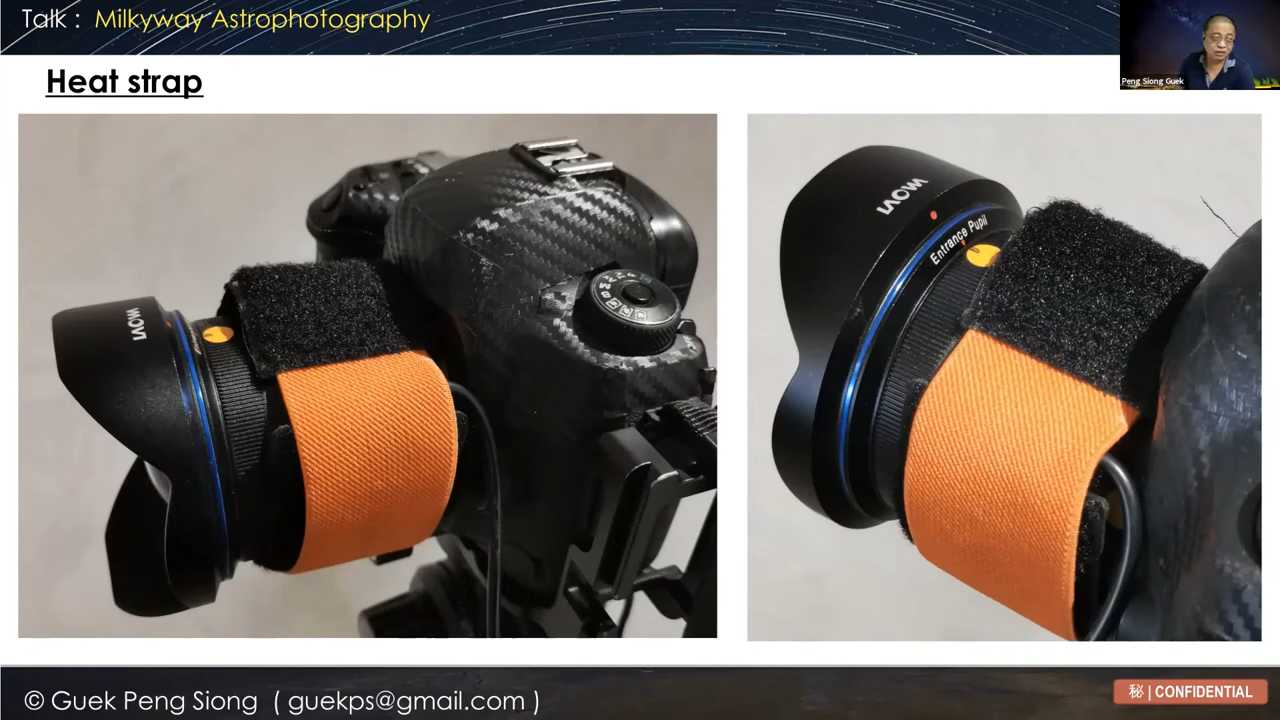 Talk : Milkyway Astrophotography
Peng Siong Guek
Heat strap
LAOWA
LAOWA
Entrance Pupil
© Guek Peng Siong ( guekps@gmail.com )
秘 | CONFIDENTIAL